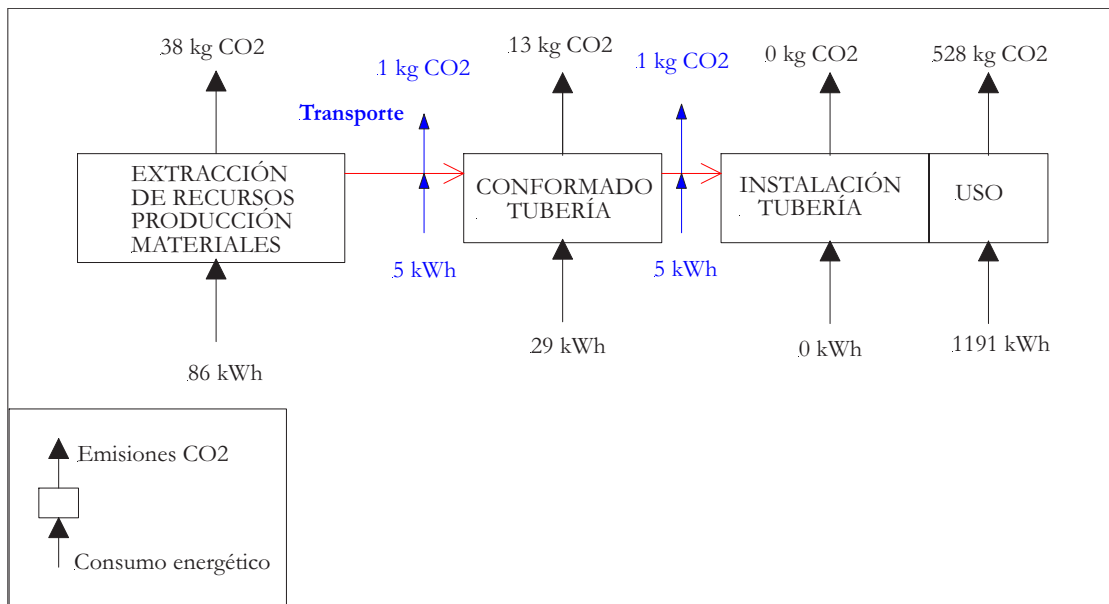 38 kg CO2
1 kg CO2
13 kg CO2
1 kg CO2
0 kg CO2
528 kg CO2
Transporte
EXTRACCIÓN
DE RECURSOS
PRODUCCIÓN
MATERIALES
CONFORMADO
TUBERÍA
INSTALACIÓN
TUBERÍA
USO
5 kWh
5 kWh
86 kWh
29 kWh
0 kWh
1191 kWh
Emisiones CO2
Consumo energético